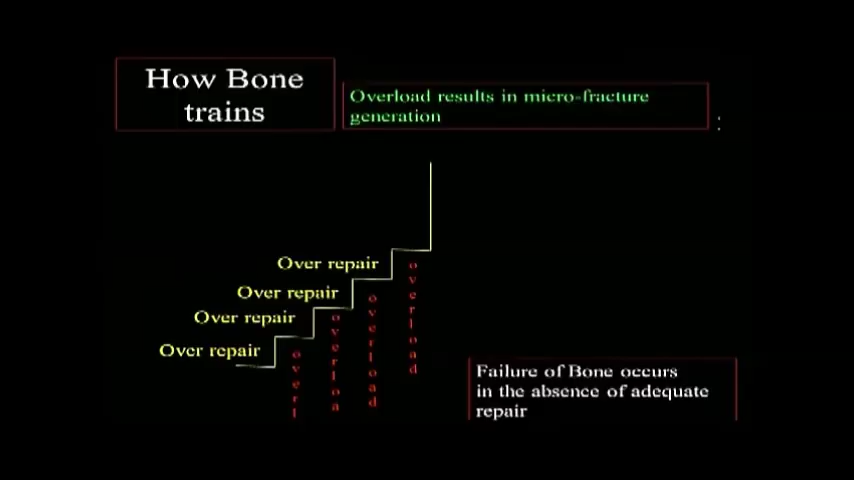 How Bone
trains
Overload results in micro-fracture
generation
:
Over repair
Over repair
Over repair
Over repair
overload
overload
overloa
overl
Failure of Bone occurs
in the absence of adequate
repair